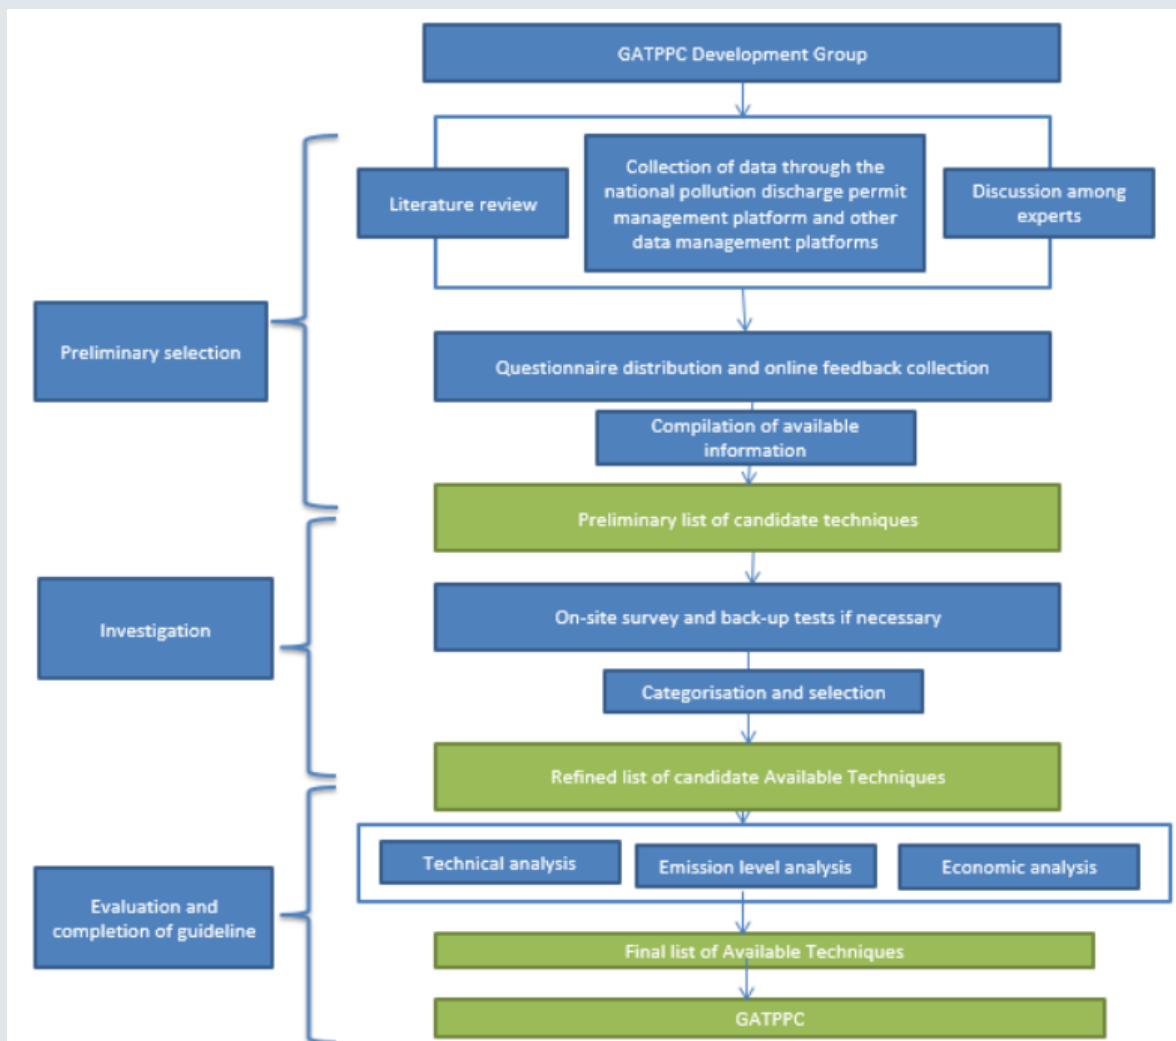 GATPPC Development Group
Literature review
Collection of data through the
national pollution discharge permit
management platform and other
data management platforms
Discussion among
experts
Preliminary selection
Questionnaire distribution and online feedback collection
Compilation of available
information
Preliminary list of candidate techniques
Investigation
On-site survey and back-up tests if necessary
Categorisation and selection
Refined list of candidate Available Techniques
Technical analysis
Emission level analysis
Economic analysis
Evaluation and
completion of guideline
Final list of Available Techniques
GATPPC